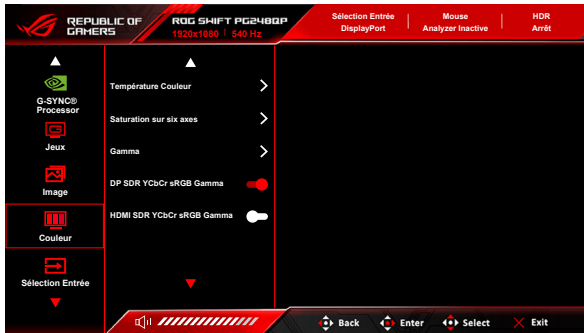 REPUBLIC OF
GAMERS
ROG SWIFT PG248QP
1920x1080 | 540 Hz
Sélection Entrée
DisplayPort
Mouse
Analyzer Inactive
HDR
Arrêt
G-SYNC®
Processor
Jeux
Image
Couleur
Sélection Entrée
Température Couleur
Saturation sur six axes
Gamma
DP SDR YCbCr sRGB Gamma
HDMI SDR YCbCr sRGB Gamma
Back
Enter
Select
Exit